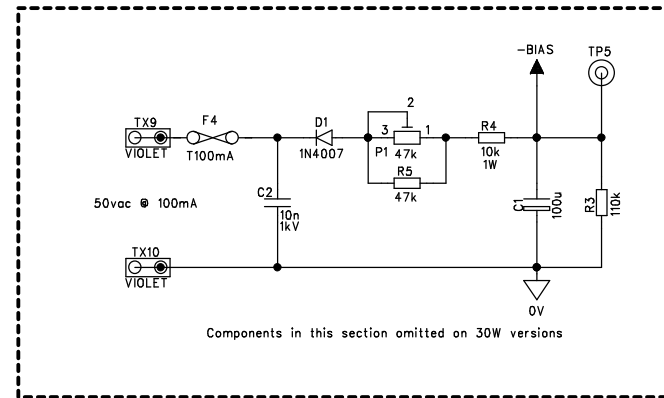 -BIAS
TP5
TX9
VIOLET
F4
T100mA
D1
1N4007
2
3
1
P1
47k
R5
47k
R4
10k
1W
50vac @ 100mA
C2
10n
1kV
C1
100u
R3
110k
TX10
VIOLET
0V
Components in this section omitted on 30W versions